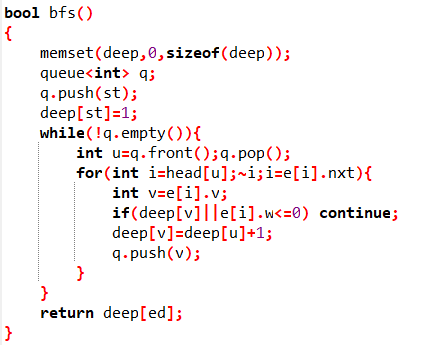 bool bfs()
{
    memset(deep,0,sizeof(deep));
    queue<int> q;
    q.push(st);
    deep[st]=1;
    while(!q.empty()){
        int u=q.front();q.pop();
        for(int i=head[u];~i;i=e[i].nxt){
            int v=e[i].v;
            if(deep[v]||e[i].w<=0) continue;
            deep[v]=deep[u]+1;
            q.push(v);
        }
    }
    return deep[ed];
}